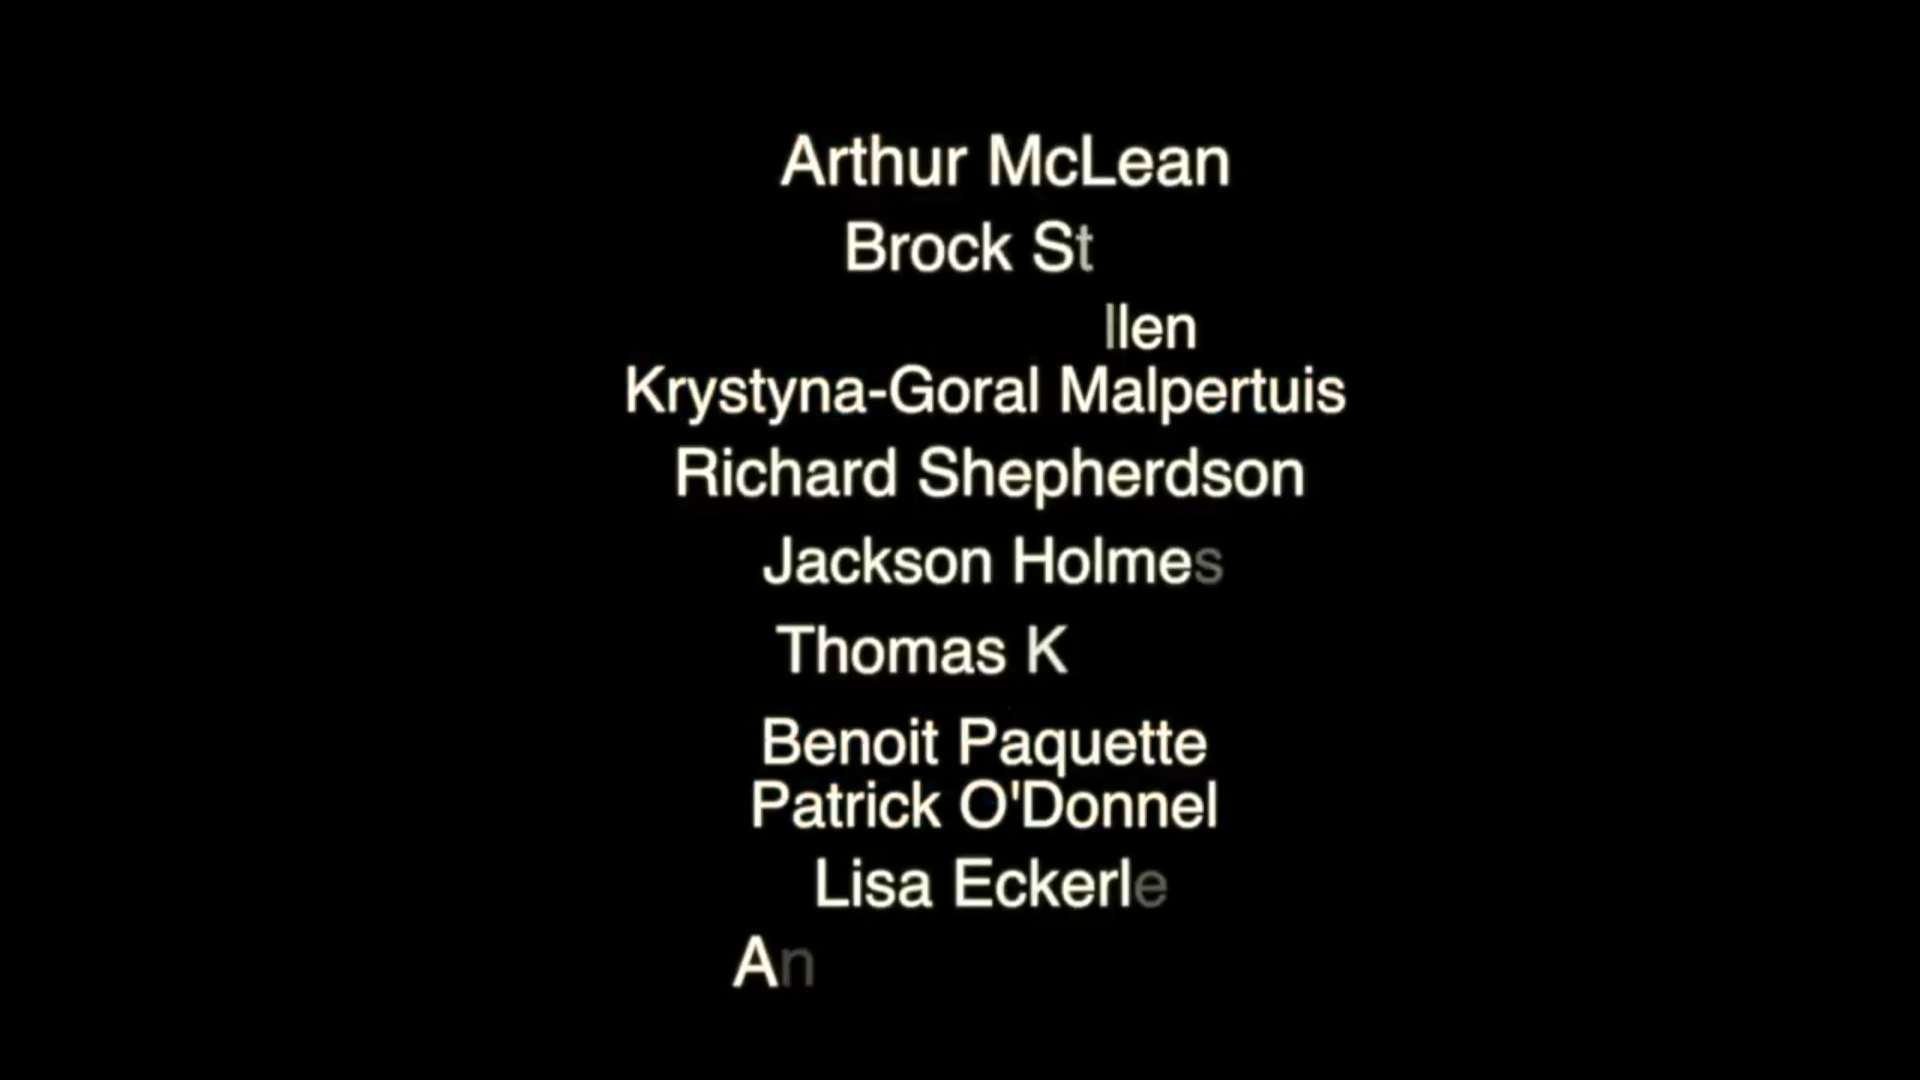 Arthur McLean
Brock St
llen
Krystyna-Goral Malpertuis
Richard Shepherdson
Jackson Holmes
Thomas K
Benoit Paquette
Patrick O'Donnel
Lisa Eckerle
An